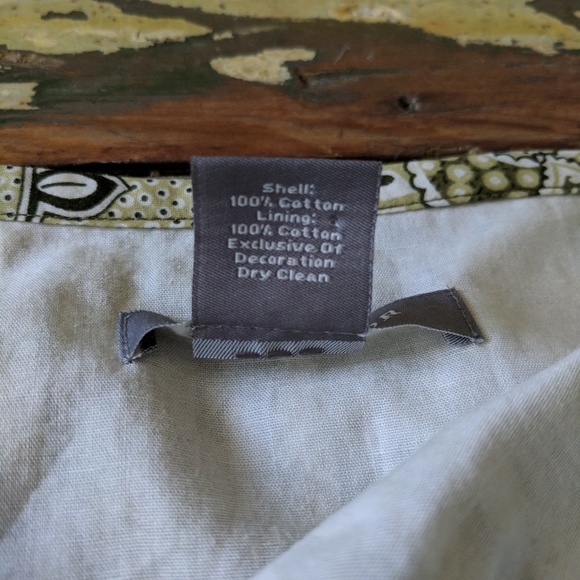 Shell:
100% Cotton
Lining:
100% Cotton
Exclusive Of
Decoration
Dry Clean